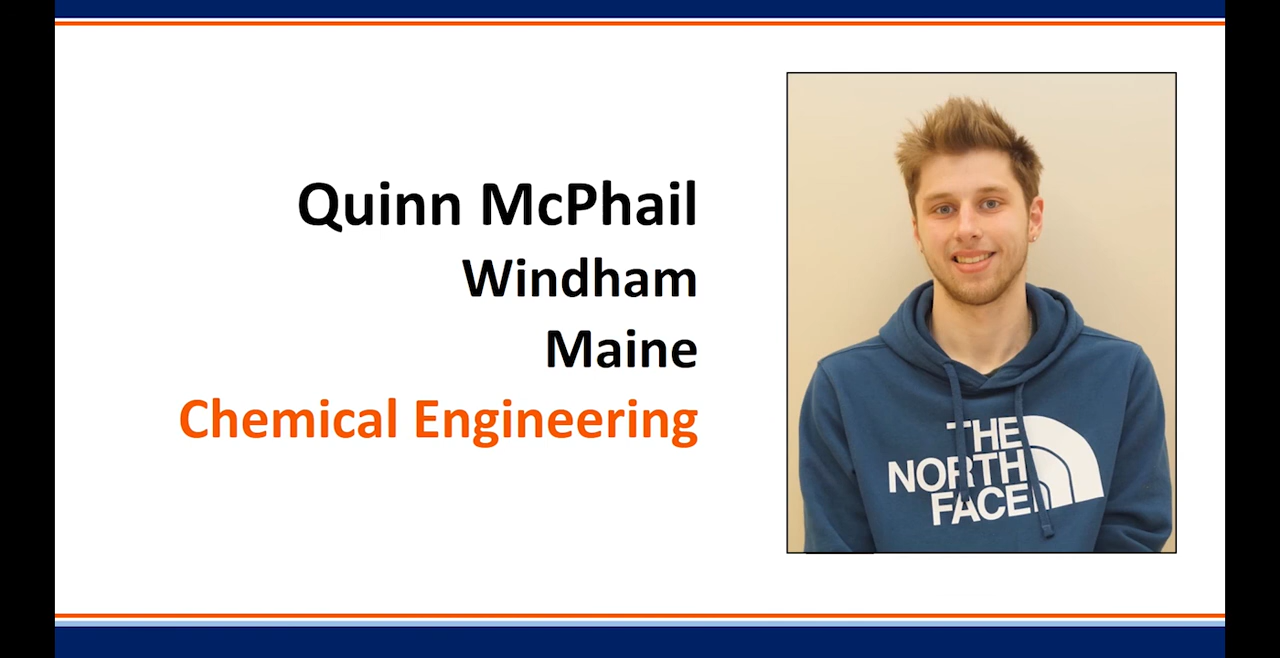 Quinn McPhail
Windham
Maine
Chemical Engineering
THE
NORTH
FACE